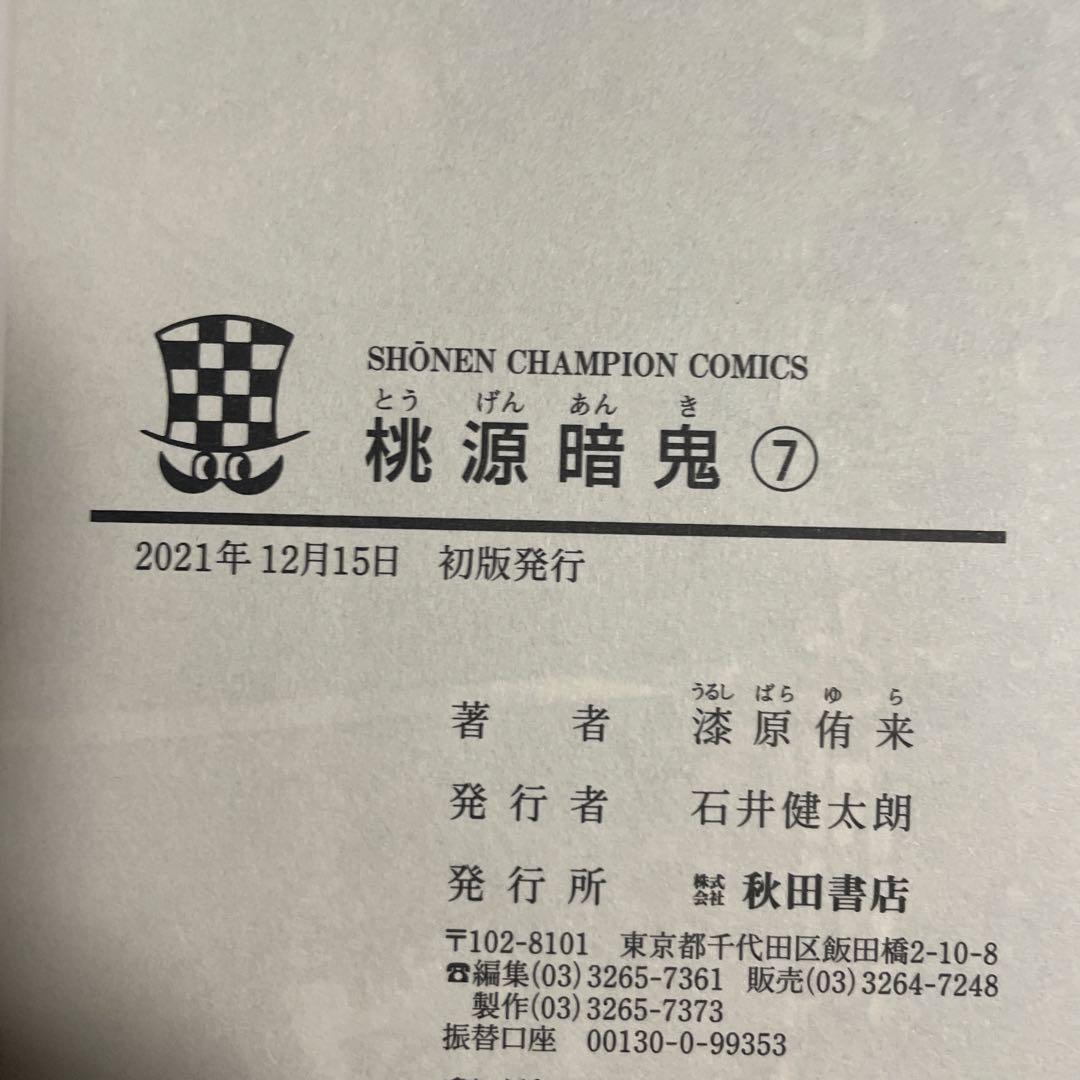 SHŌNEN CHAMPION COMICS
とう げん あん き
桃源暗鬼⑦
2021年12月15日 初版発行
うるし ばら ゆ ら
著 者 漆原侑来
発行者 石井健太朗
発行所 株式会社 秋田書店
〒102-8101 東京都千代田区飯田橋2-10-8
☎編集(03)3265-7361 販売(03)3264-7248
製作(03)3265-7373
振替口座 00130-0-99353